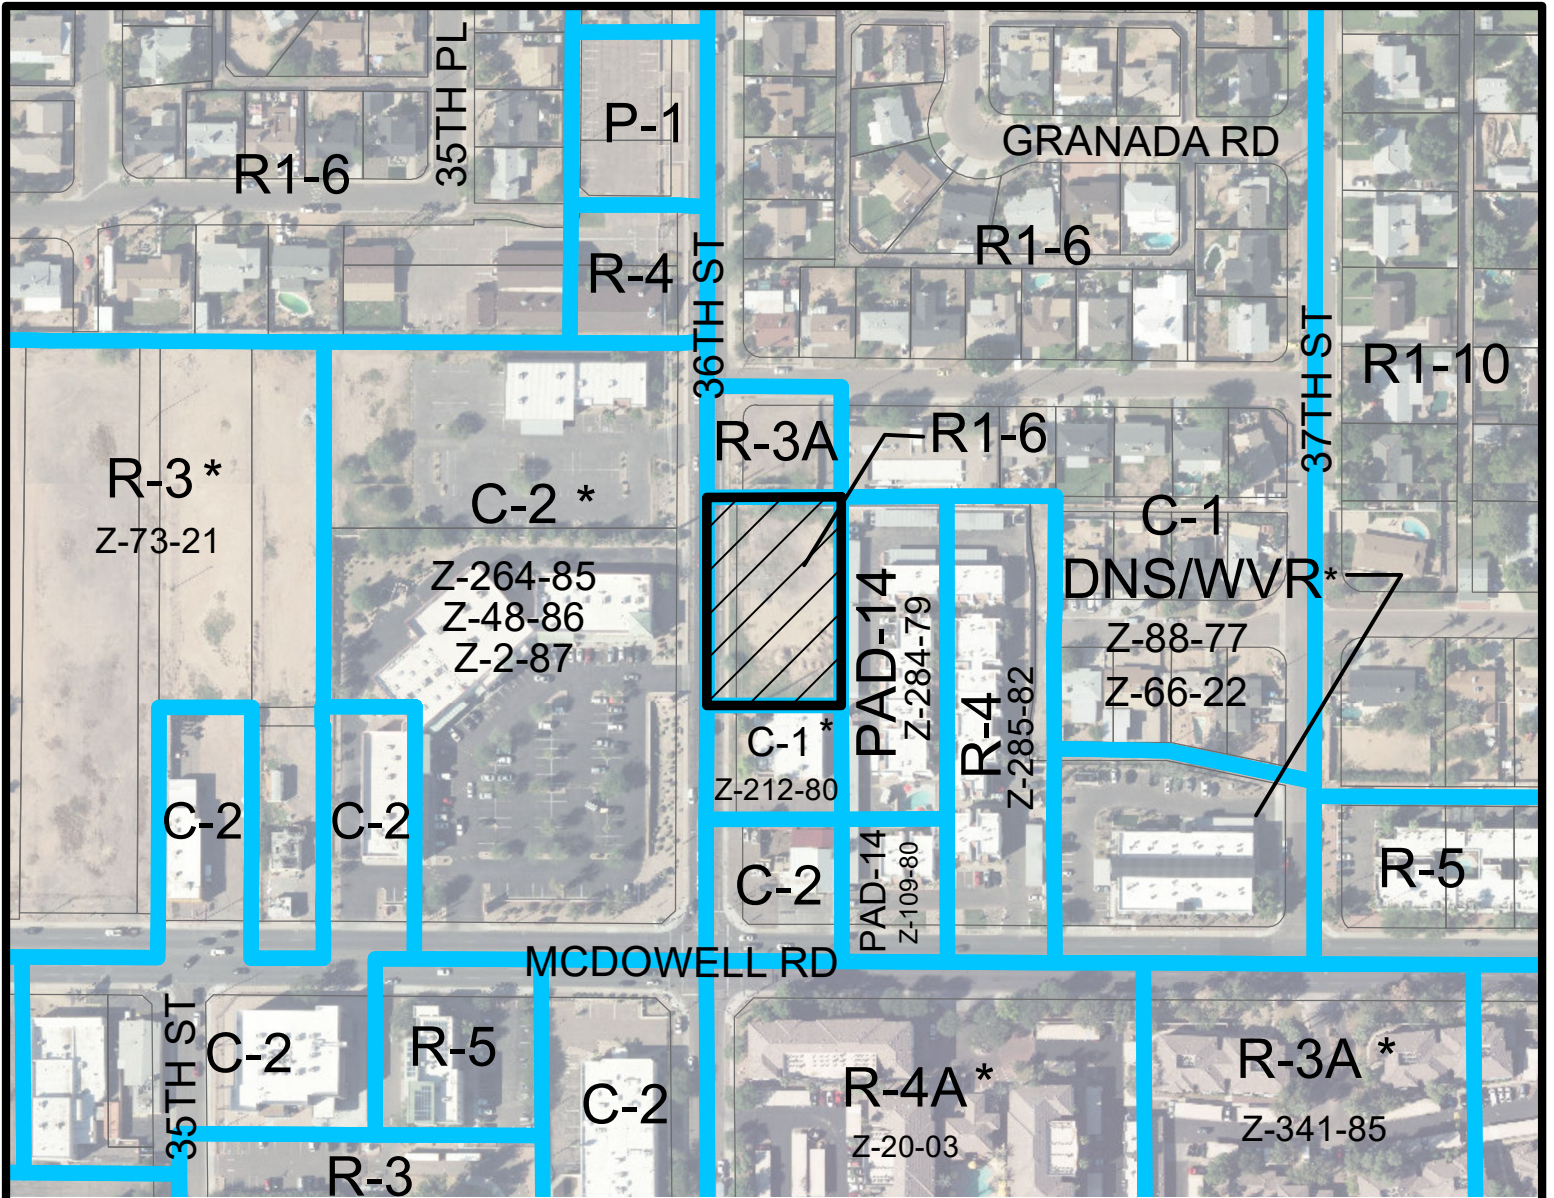 35TH PL
P-1
GRANADA RD
R1-6
R1-6
R-4
36TH ST
37TH ST
R1-10
R-3A
R1-6
R-3 *
Z-73-21
C-2 *
Z-264-85
Z-48-86
Z-2-87
C-1
DNS/WVR*
Z-88-77
Z-66-22
PAD-14
Z-284-79
R-4
Z-285-82
C-1 *
Z-212-80
C-2
C-2
C-2
PAD-14
Z-109-80
R-5
MCDOWELL RD
35TH ST
C-2
R-5
C-2
R-4A *
Z-20-03
R-3A *
Z-341-85
R-3